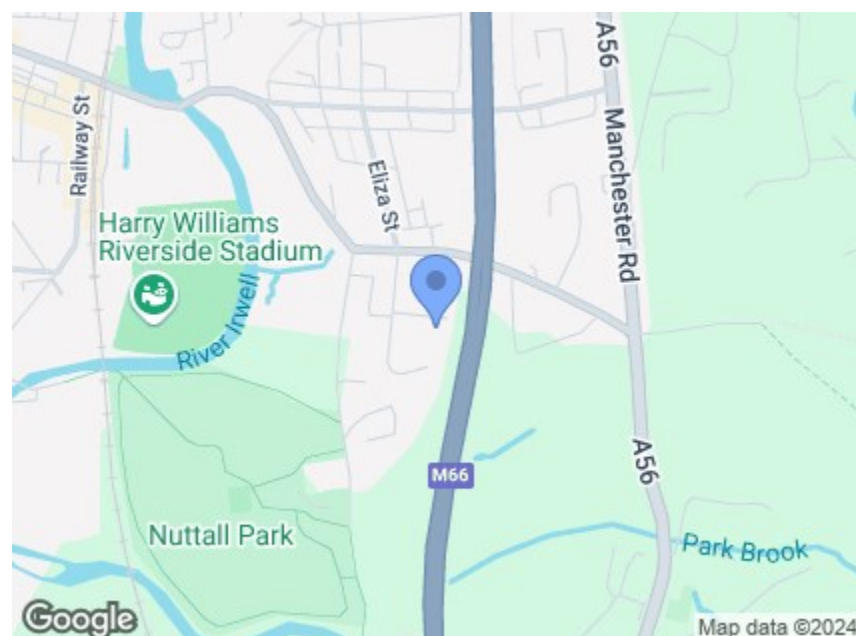 A56
Railway St
Manchester Rd
Eliza St
Harry Williams
Riverside Stadium
River Irwell
A56
M66
Nuttall Park
Park Brook
Google
Map data ©2024